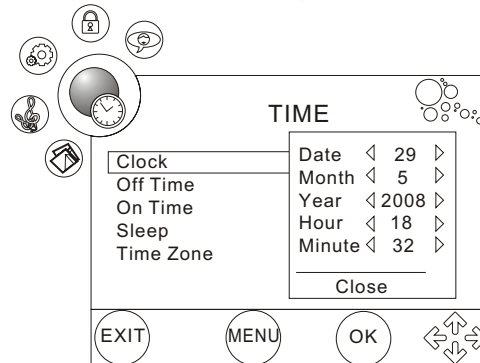 TIME
Clock
Off Time
On Time
Sleep
Time Zone
Date 29
Month 5
Year 2008
Hour 18
Minute 32
Close
EXIT MENU OK